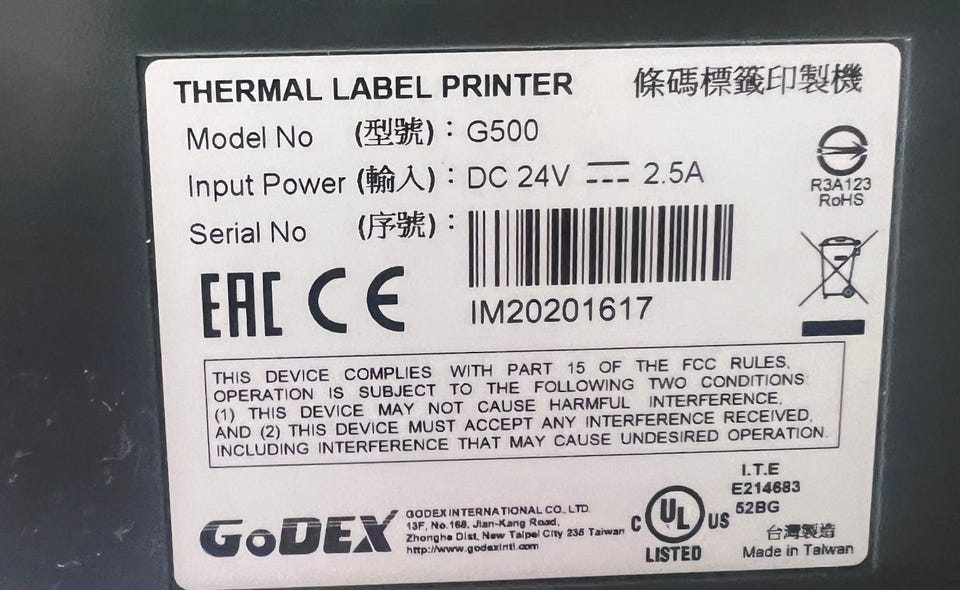 THERMAL LABEL PRINTER 條碼標籤印製機
Model No (型號) : G500
Input Power (輸入) : DC 24V ⎓ 2.5A
Serial No (序號) :
IM20201617
R3A123
RoHS
EAC CE
THIS DEVICE COMPLIES WITH PART 15 OF THE FCC RULES.
OPERATION IS SUBJECT TO THE FOLLOWING TWO CONDITIONS:
(1) THIS DEVICE MAY NOT CAUSE HARMFUL INTERFERENCE,
AND (2) THIS DEVICE MUST ACCEPT ANY INTERFERENCE RECEIVED,
INCLUDING INTERFERENCE THAT MAY CAUSE UNDESIRED OPERATION.
GoDEX
GODEX INTERNATIONAL CO., LTD.
13F, No.168, Jian-Kang Road,
Zhonghe Dist, New Taipei City 235 Taiwan
http://www.godexintl.com
C UL US
LISTED
I.T.E
E214683
52BG
台灣製造
Made in Taiwan